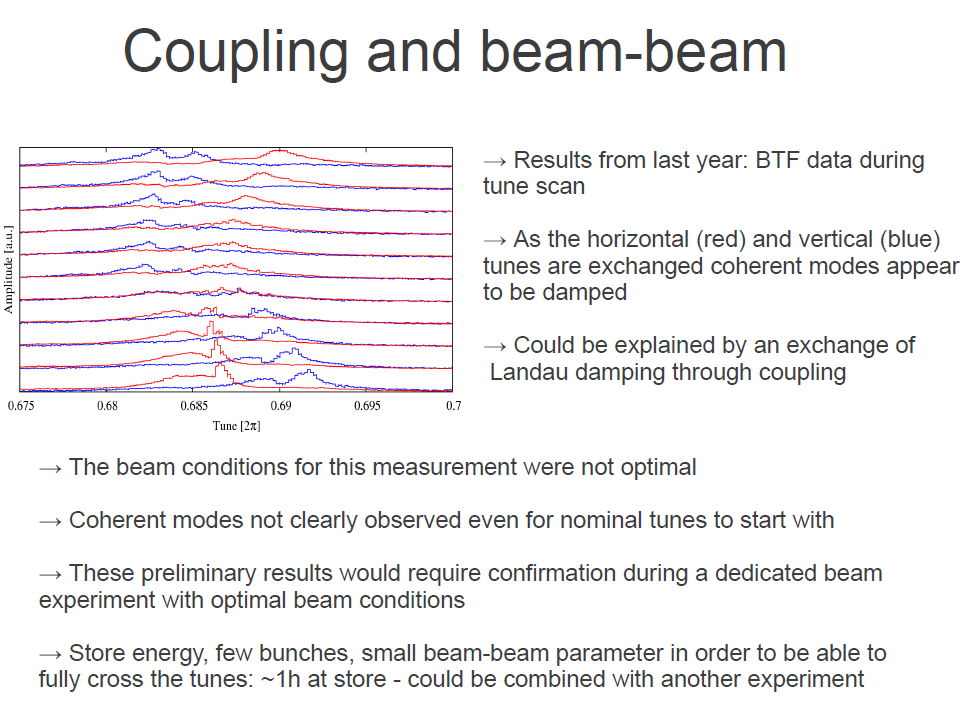 Coupling and beam-beam
Amplitude [a.u.]
0.675 0.68 0.685 0.69 0.695 0.7
Tune [2π]
→ Results from last year: BTF data during
tune scan
→ As the horizontal (red) and vertical (blue)
tunes are exchanged coherent modes appear
to be damped
→ Could be explained by an exchange of
Landau damping through coupling
→ The beam conditions for this measurement were not optimal
→ Coherent modes not clearly observed even for nominal tunes to start with
→ These preliminary results would require confirmation during a dedicated beam
experiment with optimal beam conditions
→ Store energy, few bunches, small beam-beam parameter in order to be able to
fully cross the tunes: ~1h at store - could be combined with another experiment